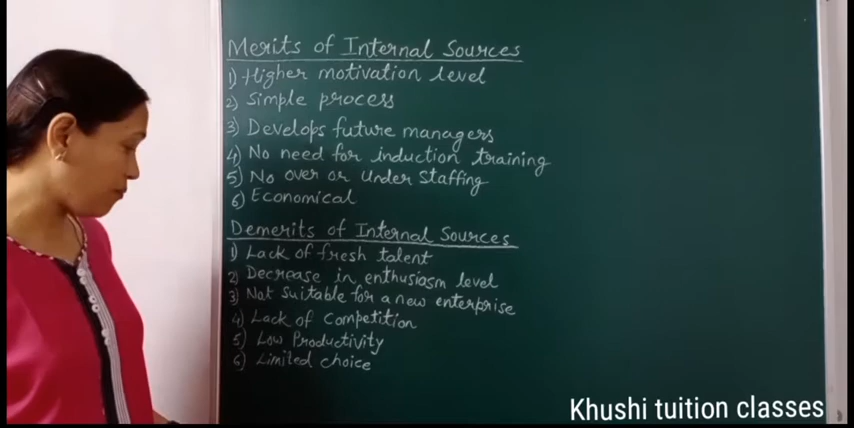 Merits of Internal Sources
1) Higher motivation level
2) Simple process
3) Develops future managers
4) No need for induction training
5) No over or under staffing
6) Economical
Demerits of Internal Sources
1) Lack of fresh talent
2) Decrease in enthusiasm level
3) Not suitable for a new enterprise
4) Lack of competition
5) Low Productivity
6) Limited choice
Khushi tuition classes